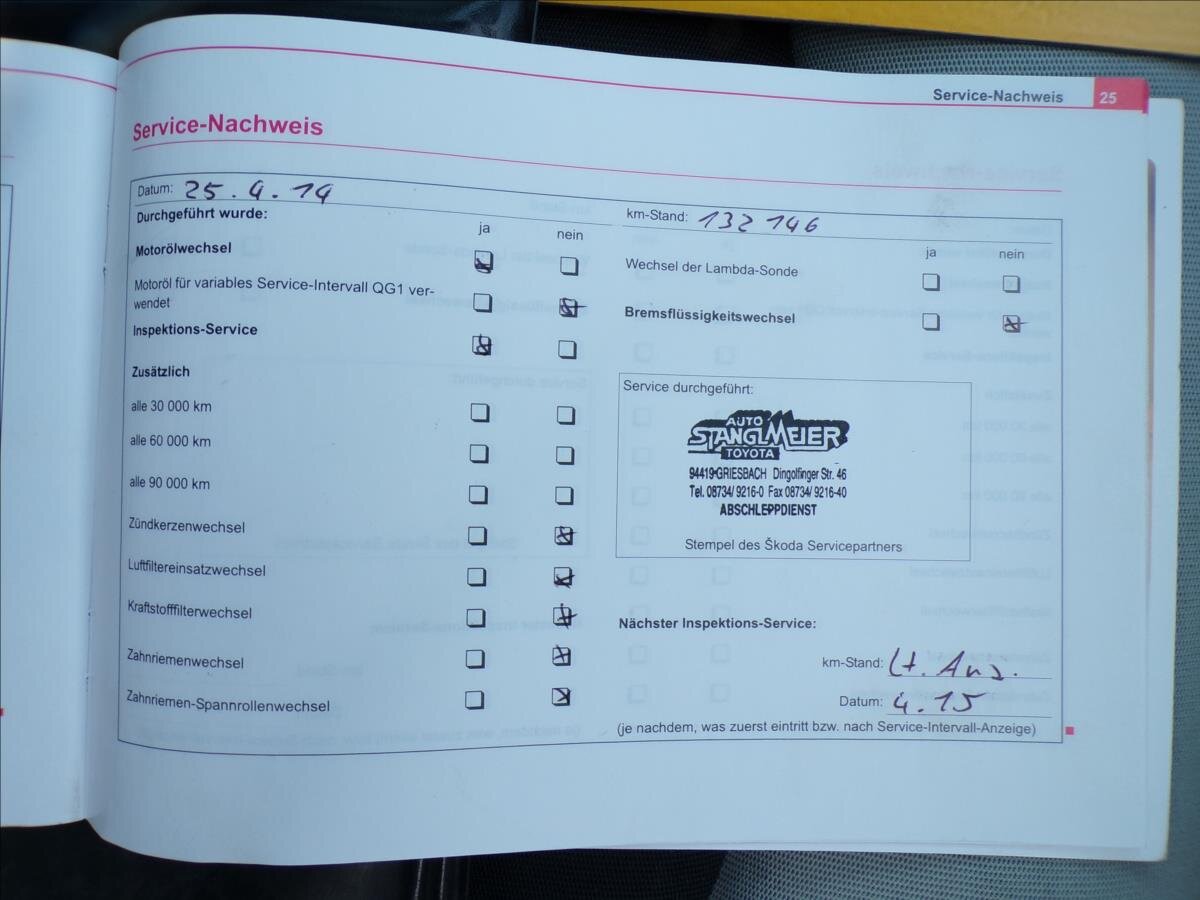 Service-Nachweis 25
Service-Nachweis
Datum: 25.4.14
km-Stand: 132 146
Durchgeführt wurde:
ja nein
ja nein
Motorölwechsel
Wechsel der Lambda-Sonde
Motoröl für variables Service-Intervall QG1 ver-
wendet
Bremsflüssigkeitswechsel
Inspektions-Service
Zusätzlich
alle 30 000 km
alle 60 000 km
alle 90 000 km
Zündkerzenwechsel
Luftfiltereinsatzwechsel
Kraftstofffilterwechsel
Zahnriemenwechsel
Zahnriemen-Spannrollenwechsel
Service durchgeführt:
AUTO
STANGLMEIER
TOYOTA
94419-GRIESBACH Dingolfinger Str. 46
Tel. 08734/ 9216-0 Fax 08734/ 9216-40
ABSCHLEPPDIENST
Stempel des Škoda Servicepartners
Nächster Inspektions-Service:
km-Stand: Lt. Anz.
Datum: 4.15
(je nachdem, was zuerst eintritt bzw. nach Service-Intervall-Anzeige)